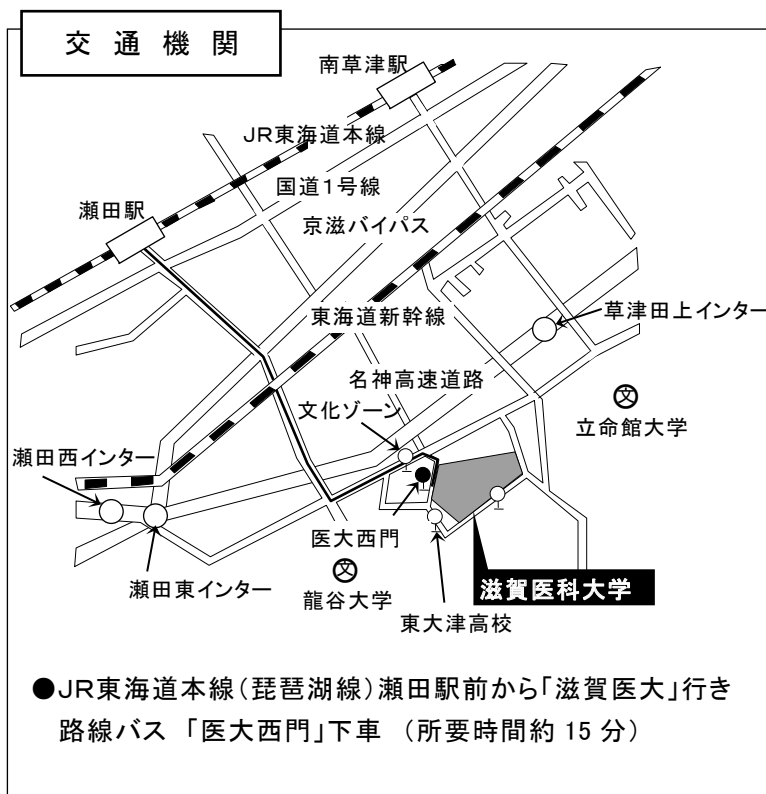 交通機関
南草津駅
JR東海道本線
国道1号線
瀬田駅
京滋バイパス
東海道新幹線
草津田上インター
名神高速道路
文化ゾーン
文
立命館大学
瀬田西インター
医大西門
文
瀬田東インター
龍谷大学
滋賀医科大学
東大津高校
●JR東海道本線(琵琶湖線)瀬田駅前から「滋賀医大」行き
路線バス 「医大西門」下車 (所要時間約 15 分)